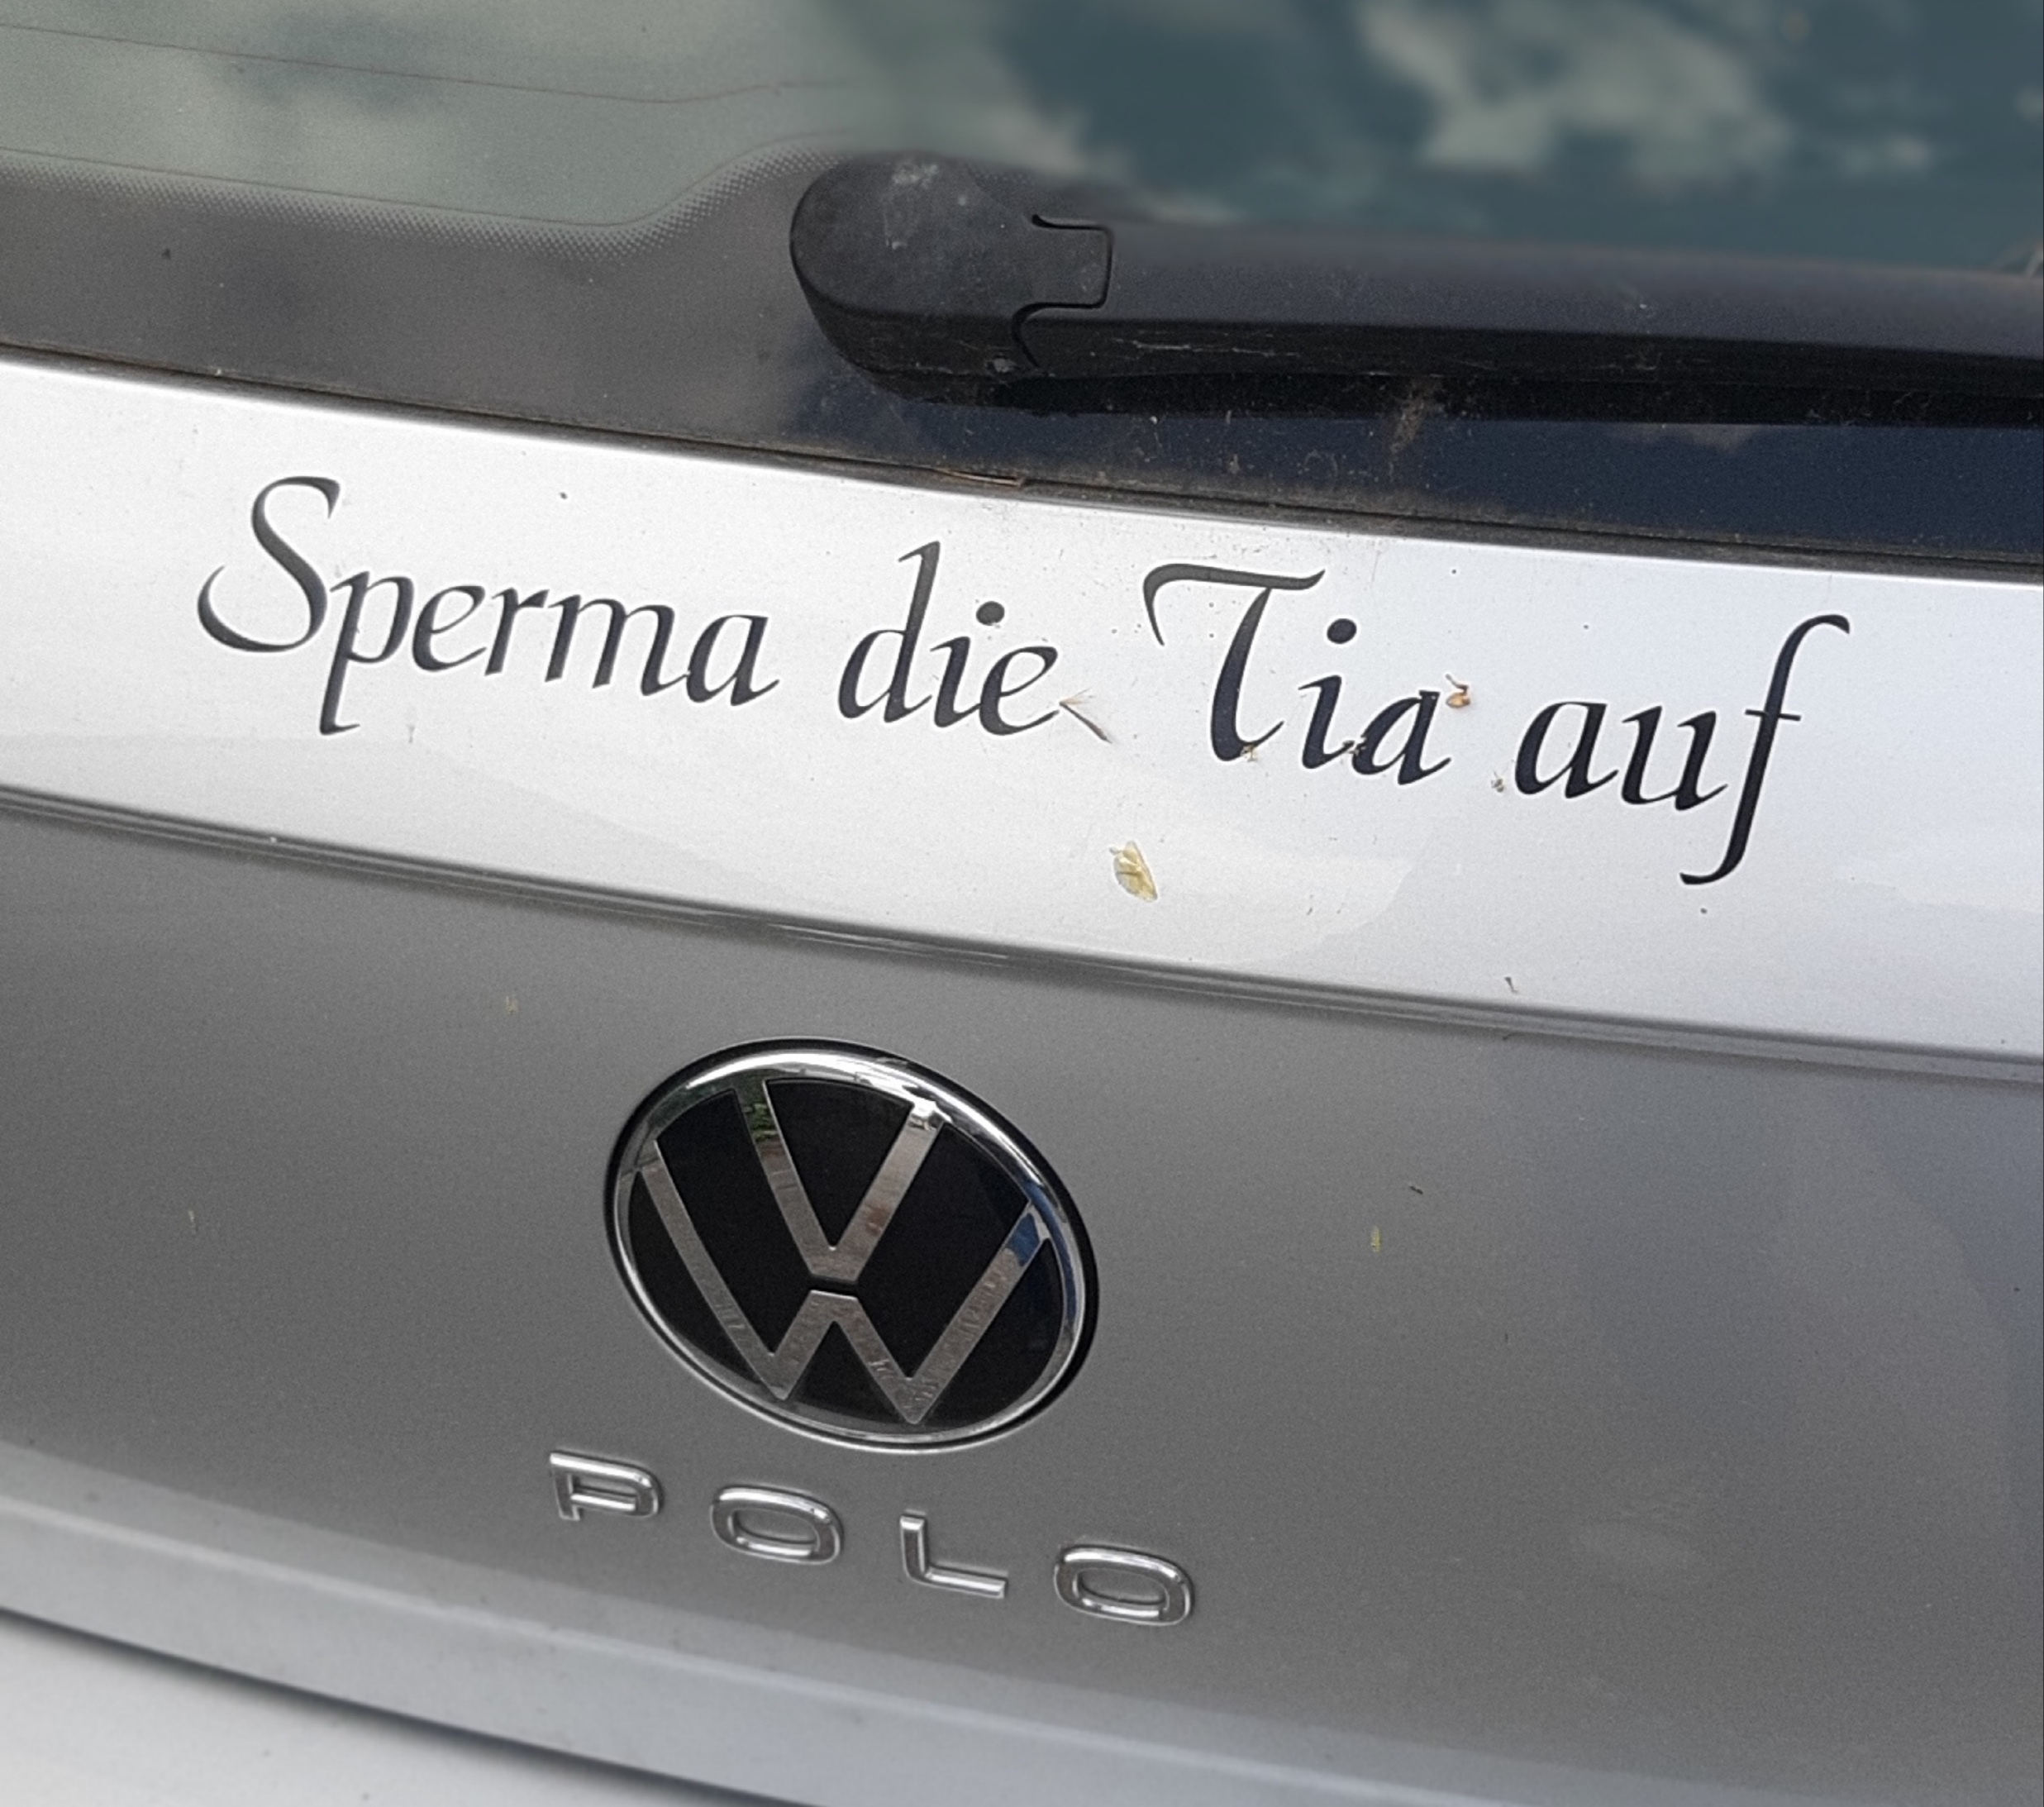 Sperma die Tia auf
POLO